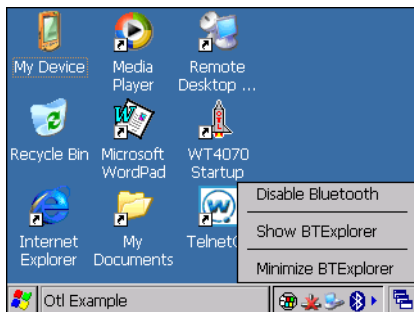 My Device
Media Player
Remote Desktop ...
Recycle Bin
Microsoft WordPad
WT4070 Startup
Internet Explorer
My Documents
Disable Bluetooth
Show BTExplorer
Minimize BTExplorer
Otl Example